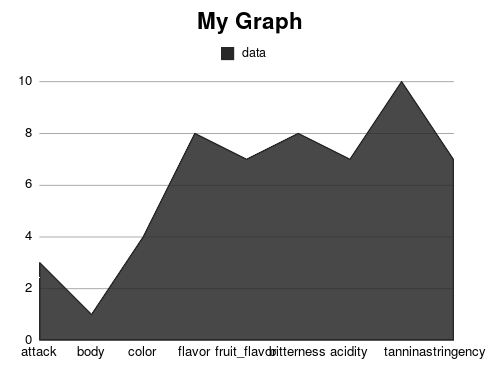 My Graph
data
10
8
6
4
2
0
attack body color flavor fruit_flavor bitterness acidity tannin astringency